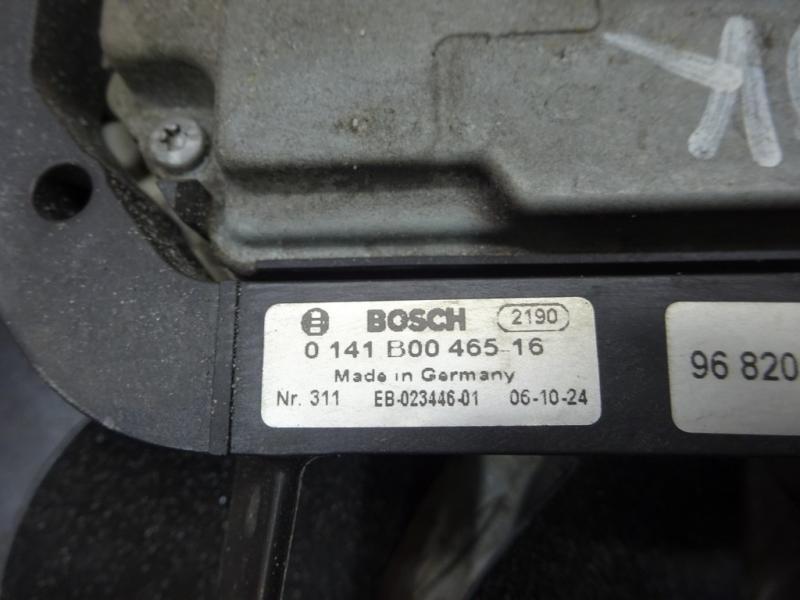 BOSCH 2190
0 141 B00 465-16
Made in Germany
Nr. 311 EB-023446-01 06-10-24
96 820